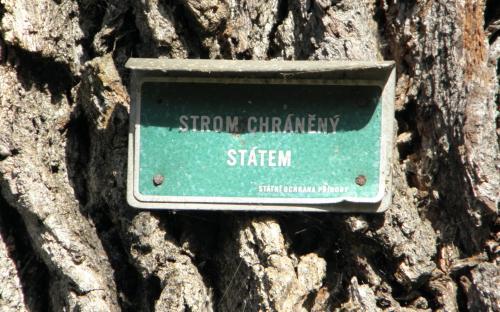 STROM CHRÁNĚNÝ
STÁTEM
STÁTNÍ OCHRANA PŘÍRODY